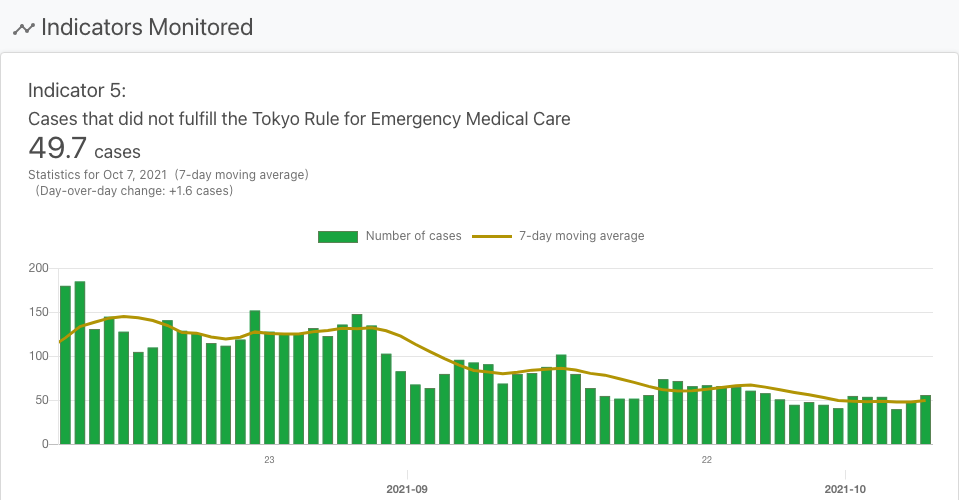 Indicators Monitored
Indicator 5:
Cases that did not fulfill the Tokyo Rule for Emergency Medical Care
49.7 cases
Statistics for Oct 7, 2021 (7-day moving average)
(Day-over-day change: +1.6 cases)
Number of cases 7-day moving average
200
150
100
50
0
23 22
2021-09 2021-10